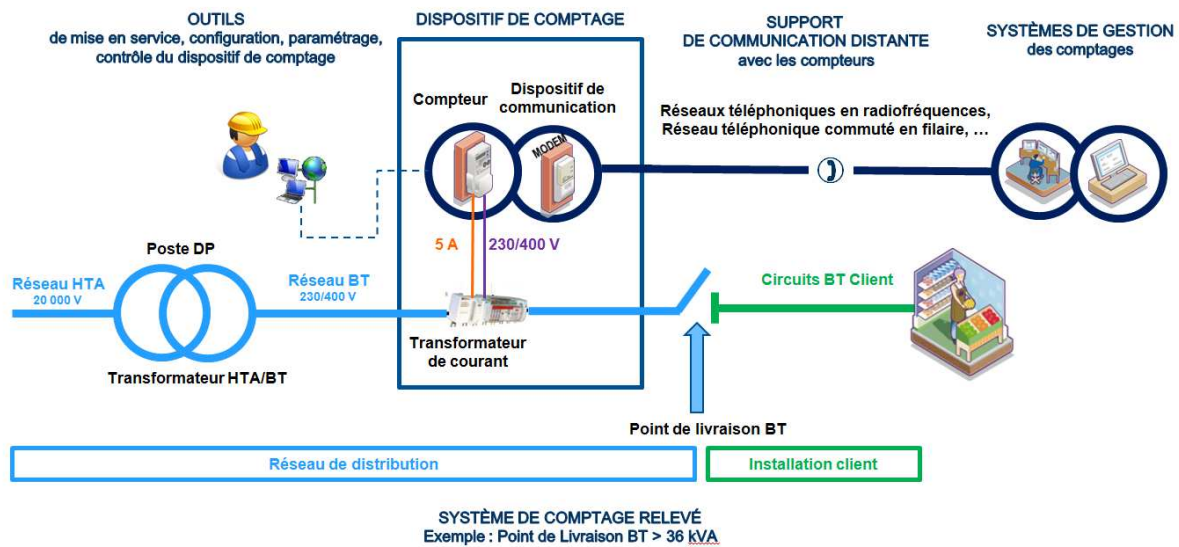 OUTILS
de mise en service, configuration, paramétrage,
contrôle du dispositif de comptage
DISPOSITIF DE COMPTAGE
SUPPORT
DE COMMUNICATION DISTANTE
avec les compteurs
SYSTÈMES DE GESTION
des comptages
Compteur
Dispositif de
communication
MODEM
Réseaux téléphoniques en radiofréquences,
Réseau téléphonique commuté en filaire, ...
5 A
230/400 V
Poste DP
Réseau HTA
20 000 V
Réseau BT
230/400 V
Circuits BT Client
Transformateur HTA/BT
Transformateur
de courant
Point de livraison BT
Réseau de distribution
Installation client
SYSTÈME DE COMPTAGE RELEVÉ
Exemple : Point de Livraison BT > 36 kVA